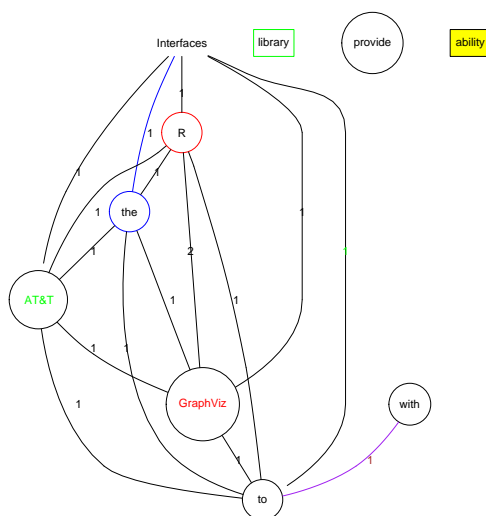 Interfaces library provide ability
1
1 R
1 1
1 the
1 2 1 1
AT&T 1 1
1 1
1 GraphViz with
1 1
to